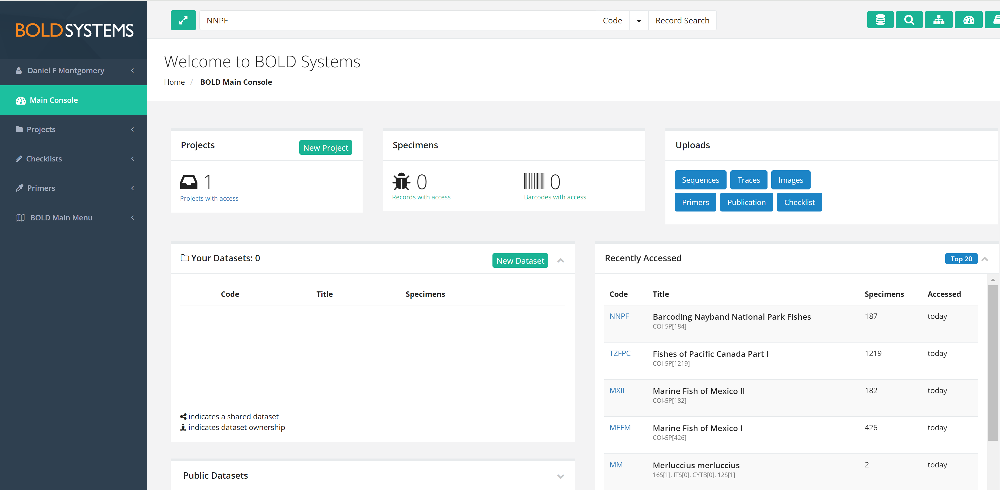 BOLDSYSTEMS
NNPF Code Record Search
Welcome to BOLD Systems
Home / BOLD Main Console
Daniel F Montgomery
Main Console
Projects
Checklists
Primers
BOLD Main Menu
Projects New Project
1
Projects with access
Specimens
0
Records with access
0
Barcodes with access
Uploads
Sequences Traces Images
Primers Publication Checklist
Your Datasets: 0 New Dataset
Code Title Specimens
indicates a shared dataset
indicates dataset ownership
Public Datasets
Recently Accessed Top 20
Code Title Specimens Accessed
NNPF Barcoding Nayband National Park Fishes 187 today
COI-5P[184]
TZFPC Fishes of Pacific Canada Part I 1219 today
COI-5P[1219]
MXII Marine Fish of Mexico II 182 today
COI-5P[182]
MEFM Marine Fish of Mexico I 426 today
COI-5P[426]
MM Merluccius merluccius 2 today
16S[1], ITS[0], CYTB[0], 12S[1]